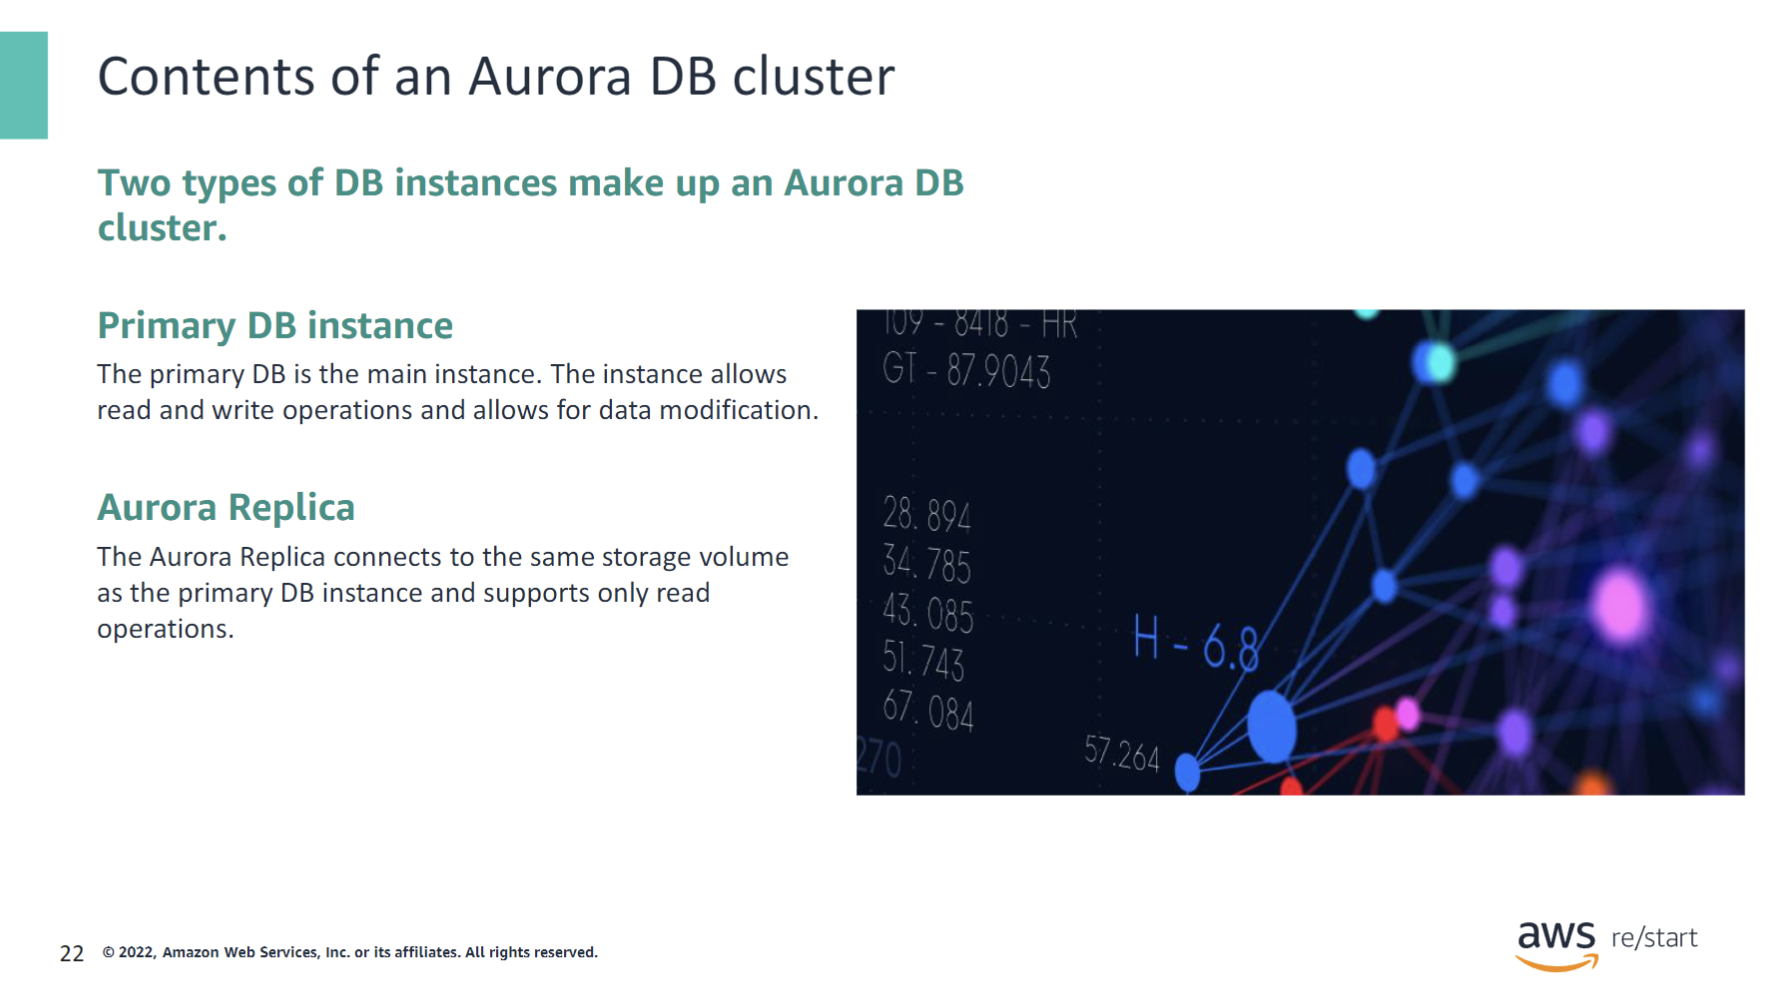 Contents of an Aurora DB cluster
Two types of DB instances make up an Aurora DB
cluster.
Primary DB instance
The primary DB is the main instance. The instance allows
read and write operations and allows for data modification.
Aurora Replica
The Aurora Replica connects to the same storage volume
as the primary DB instance and supports only read
operations.
109 - 8418 - HR
GT - 87.9043
28. 894
34. 785
43. 085
51. 743
67. 084
270
H - 6.8
57.264
22
© 2022, Amazon Web Services, Inc. or its affiliates. All rights reserved.
aws re/start